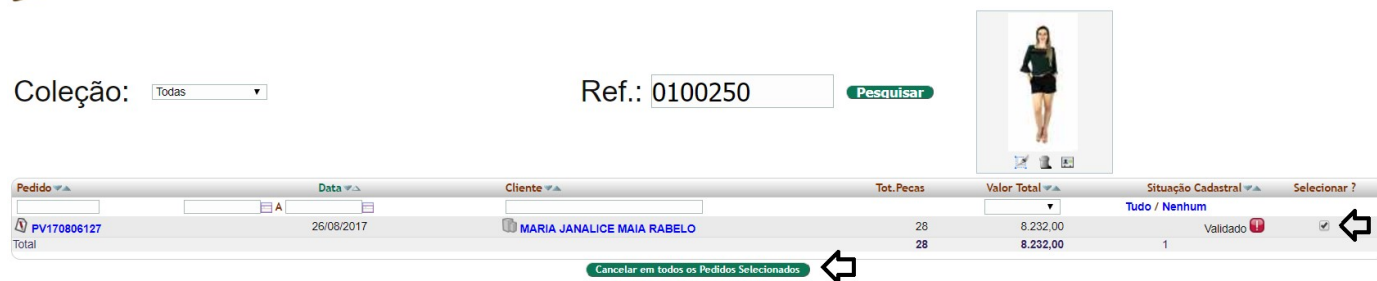 Coleção: Todas Ref.: 0100250 Pesquisar
Pedido Data Cliente Tot.Pecas Valor Total Situação Cadastral Selecionar ?
A Tudo / Nenhum
PV170806127 26/08/2017 MARIA JANALICE MAIA RABELO 28 8.232,00 Validado
Total 28 8.232,00 1
Cancelar em todos os Pedidos Selecionados